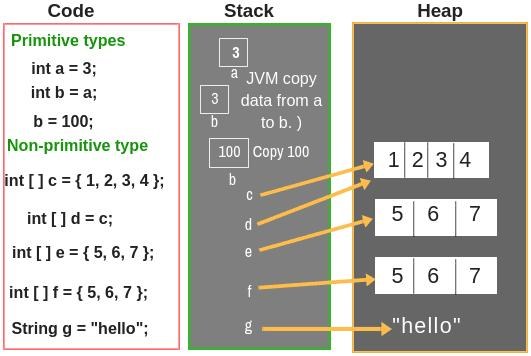 Code
Primitive types
int a = 3;
int b = a;
b = 100;
Non-primitive type
int [ ] c = { 1, 2, 3, 4 };
int [ ] d = c;
int [ ] e = { 5, 6, 7 };
int [ ] f = { 5, 6, 7 };
String g = "hello";
Stack
3
a
JVM copy
data from a
to b. )
3
b
100 Copy 100
b
c
d
e
f
g
Heap
1 2 3 4
5 6 7
5 6 7
"hello"